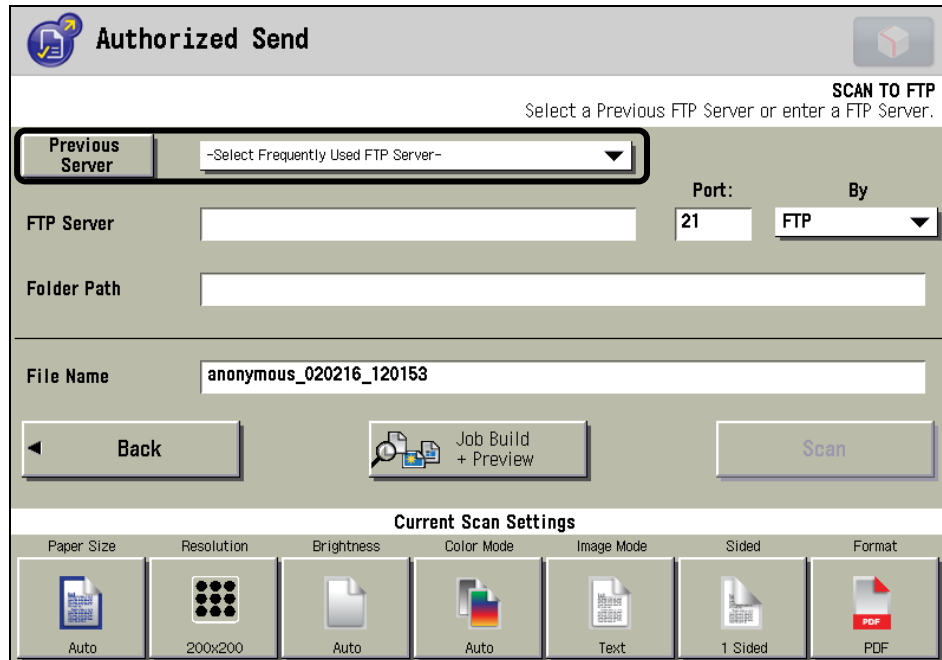 Authorized Send
SCAN TO FTP
Select a Previous FTP Server or enter a FTP Server.
Previous
Server
-Select Frequently Used FTP Server-
Port:
By
FTP Server
21
FTP
Folder Path
File Name
anonymous_020216_120153
Back
Job Build
+ Preview
Scan
Current Scan Settings
Paper Size
Resolution
Brightness
Color Mode
Image Mode
Sided
Format
PDF
Auto
200x200
Auto
Auto
Text
1 Sided
PDF